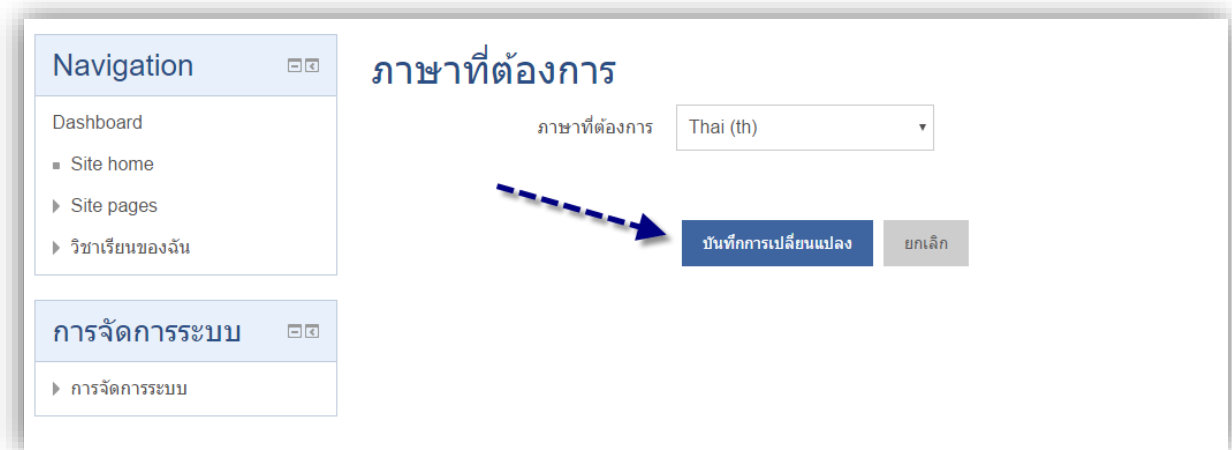 Navigation
Dashboard
Site home
Site pages
วิชาเรียนของฉัน
การจัดการระบบ
การจัดการระบบ
ภาษาที่ต้องการ
ภาษาที่ต้องการ Thai (th)
บันทึกการเปลี่ยนแปลง ยกเลิก